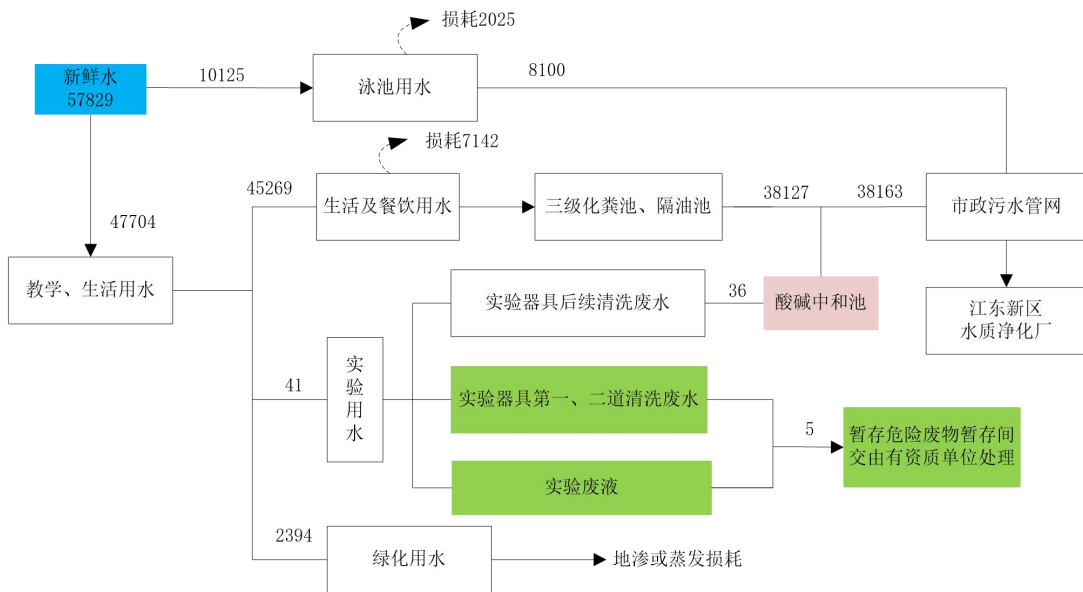 损耗2025
新鲜水
57829
10125
泳池用水
8100
损耗7142
45269
生活及餐饮用水
三级化粪池、隔油池
38127
38163
市政污水管网
47704
教学、生活用水
实验器具后续清洗废水
36
酸碱中和池
江东新区
水质净化厂
41
实
验
用
水
实验器具第一、二道清洗废水
5
暂存危险废物暂存间
交由有资质单位处理
实验废液
2394
绿化用水
地渗或蒸发损耗